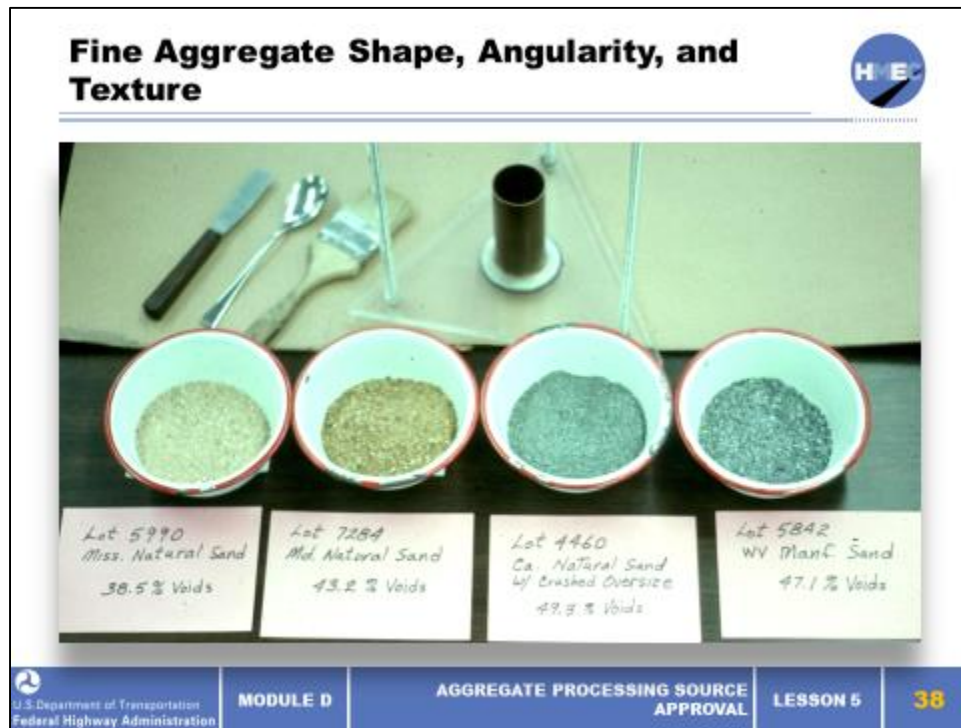 Fine Aggregate Shape, Angularity, and
Texture
HMEC
Lot 5990
Miss. Natural Sand
38.5 % Voids
Lot 7284
Md. Natural Sand
43.2 % Voids
Lot 4460
Ca. Natural Sand
w/ Crushed Oversize
49.3 % Voids
Lot 5842
WV Manf. Sand
47.1 % Voids
U.S.Department of Transportation
Federal Highway Administration
MODULE D
AGGREGATE PROCESSING SOURCE
APPROVAL
LESSON 5
38